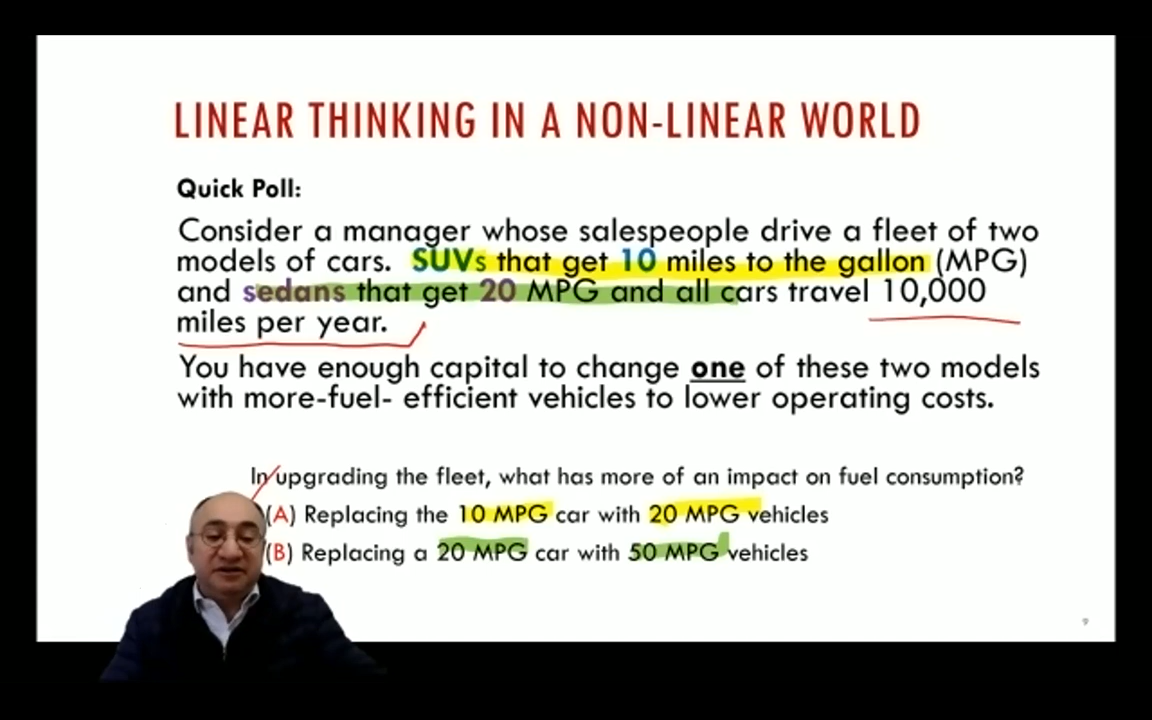 LINEAR THINKING IN A NON-LINEAR WORLD
Quick Poll:
Consider a manager whose salespeople drive a fleet of two
models of cars. SUVs that get 10 miles to the gallon (MPG)
and sedans that get 20 MPG and all cars travel 10,000
miles per year.
You have enough capital to change one of these two models
with more-fuel- efficient vehicles to lower operating costs.
In upgrading the fleet, what has more of an impact on fuel consumption?
(A) Replacing the 10 MPG car with 20 MPG vehicles
(B) Replacing a 20 MPG car with 50 MPG vehicles
9